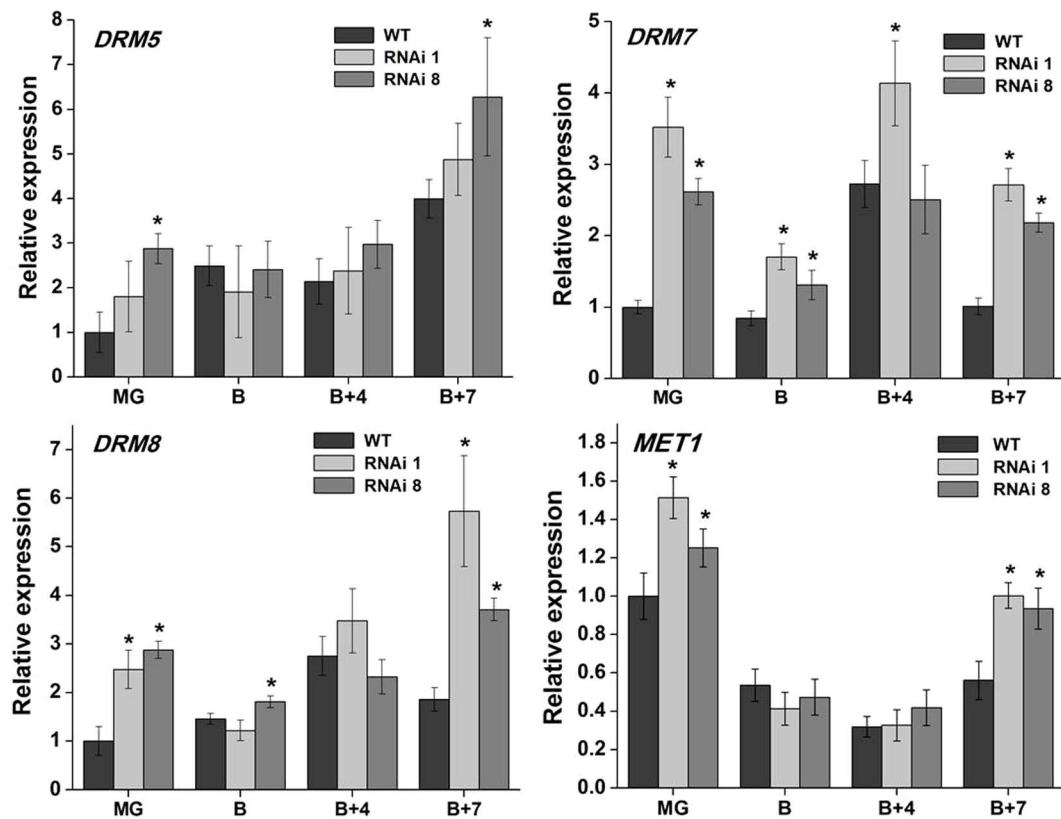 DRM5
WT
RNAi 1
RNAi 8
Relative expression
8
7
6
5
4
3
2
1
0
*
*
MG B B+4 B+7
DRM7
WT
RNAi 1
RNAi 8
Relative expression
5
4
3
2
1
0
*
*
*
*
*
*
*
MG B B+4 B+7
DRM8
WT
RNAi 1
RNAi 8
Relative expression
7
6
5
4
3
2
1
0
*
*
*
*
*
MG B B+4 B+7
MET1
WT
RNAi 1
RNAi 8
Relative expression
1.8
1.6
1.4
1.2
1.0
0.8
0.6
0.4
0.2
0.0
*
*
*
*
MG B B+4 B+7